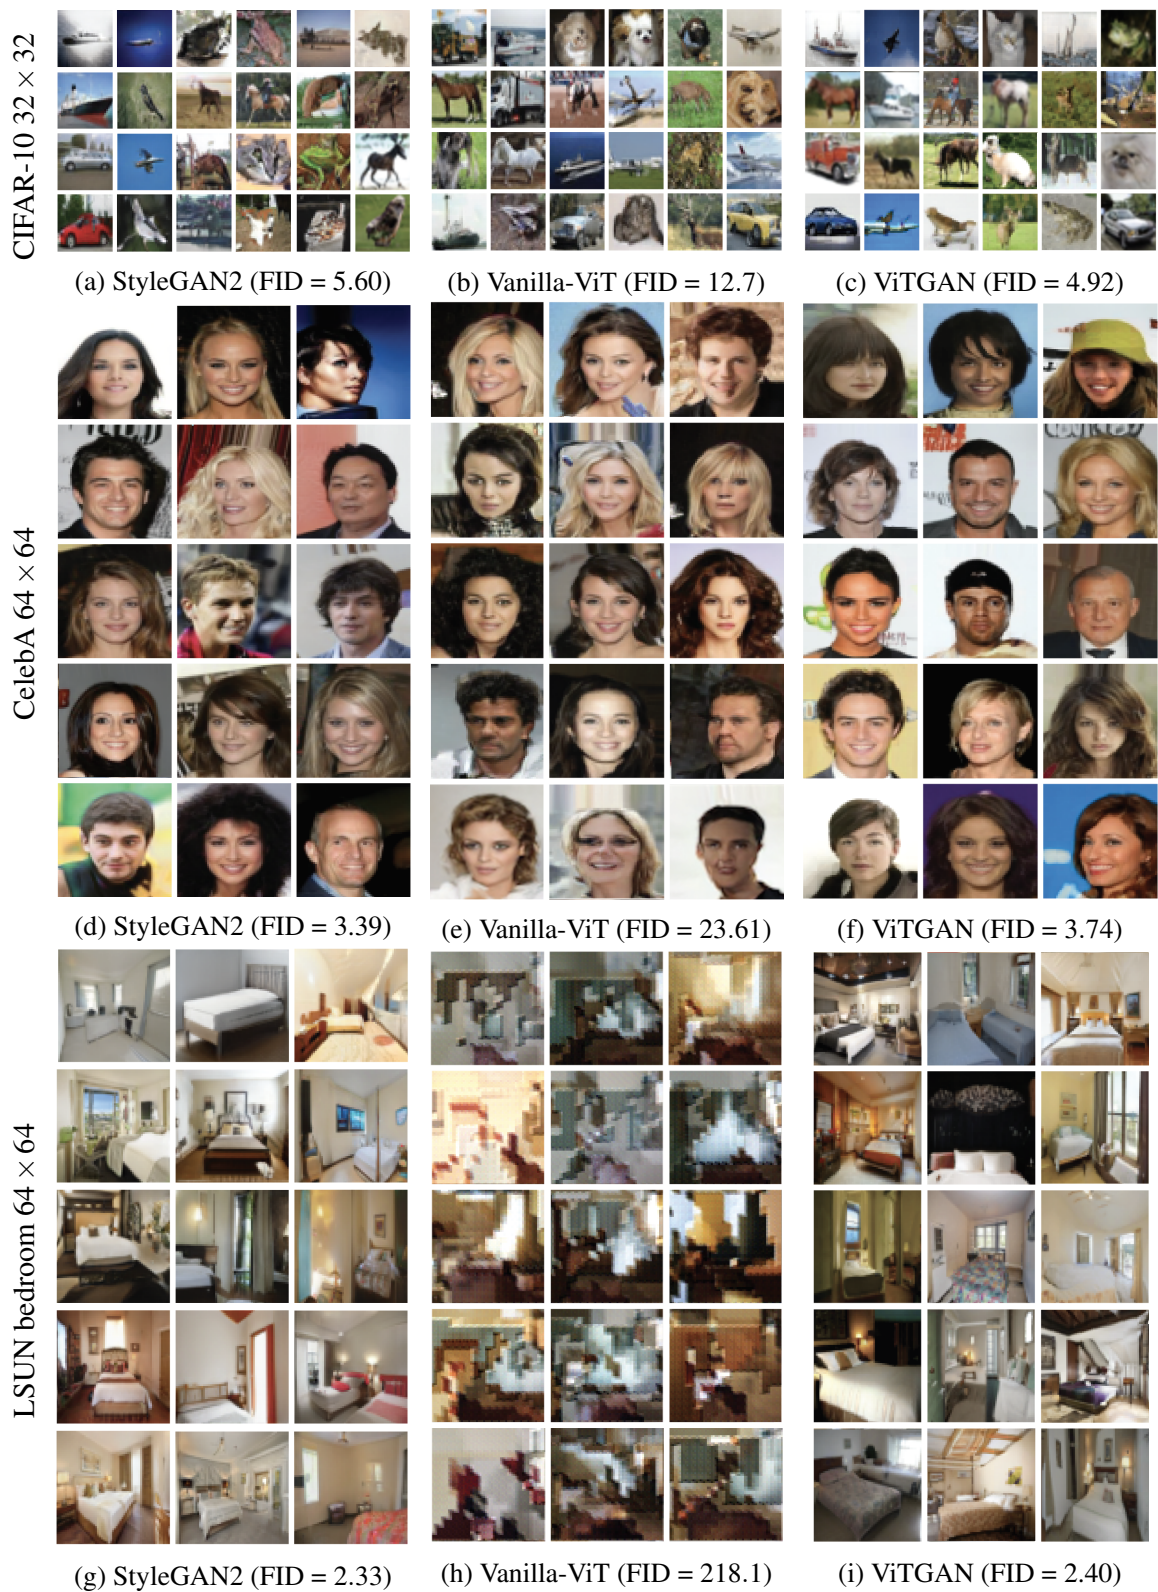 CIFAR-10 32 × 32
(a) StyleGAN2 (FID = 5.60)
(b) Vanilla-ViT (FID = 12.7)
(c) ViTGAN (FID = 4.92)
CelebA 64 × 64
(d) StyleGAN2 (FID = 3.39)
(e) Vanilla-ViT (FID = 23.61)
(f) ViTGAN (FID = 3.74)
LSUN bedroom 64 × 64
(g) StyleGAN2 (FID = 2.33)
(h) Vanilla-ViT (FID = 218.1)
(i) ViTGAN (FID = 2.40)